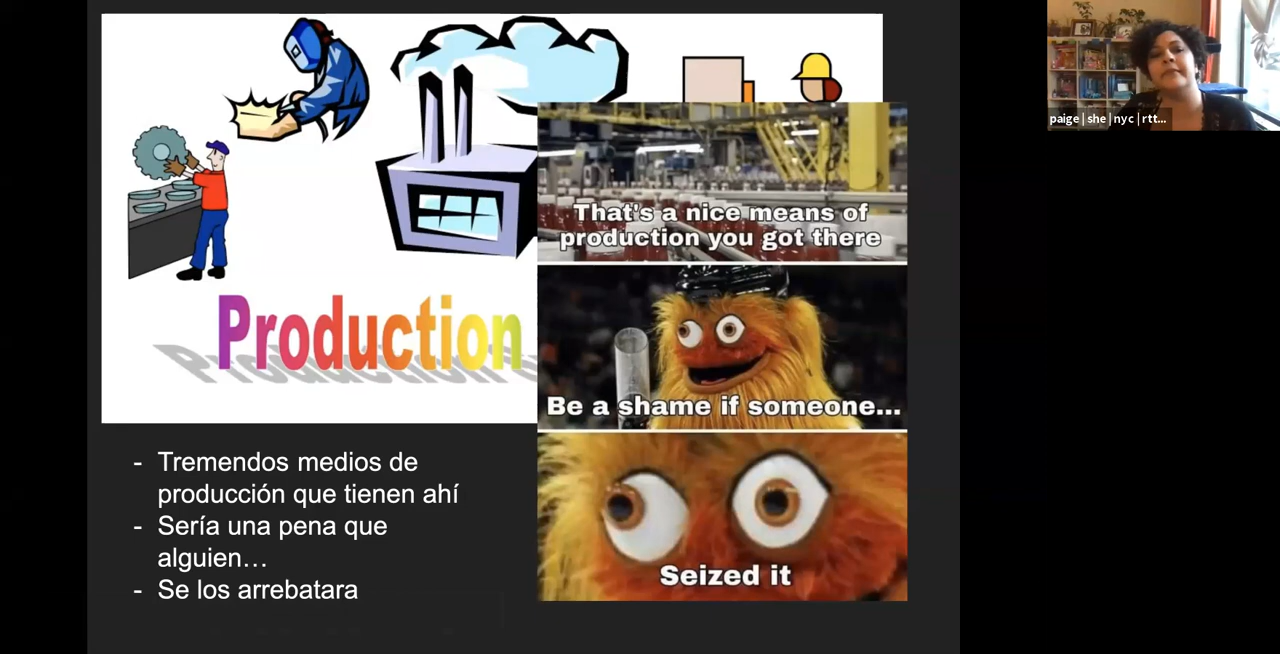 Production
That's a nice means of
production you got there
Be a shame if someone...
Seized it
- Tremendos medios de
producción que tienen ahí
- Sería una pena que
alguien…
- Se los arrebatara
paige | she | nyc | rtt...